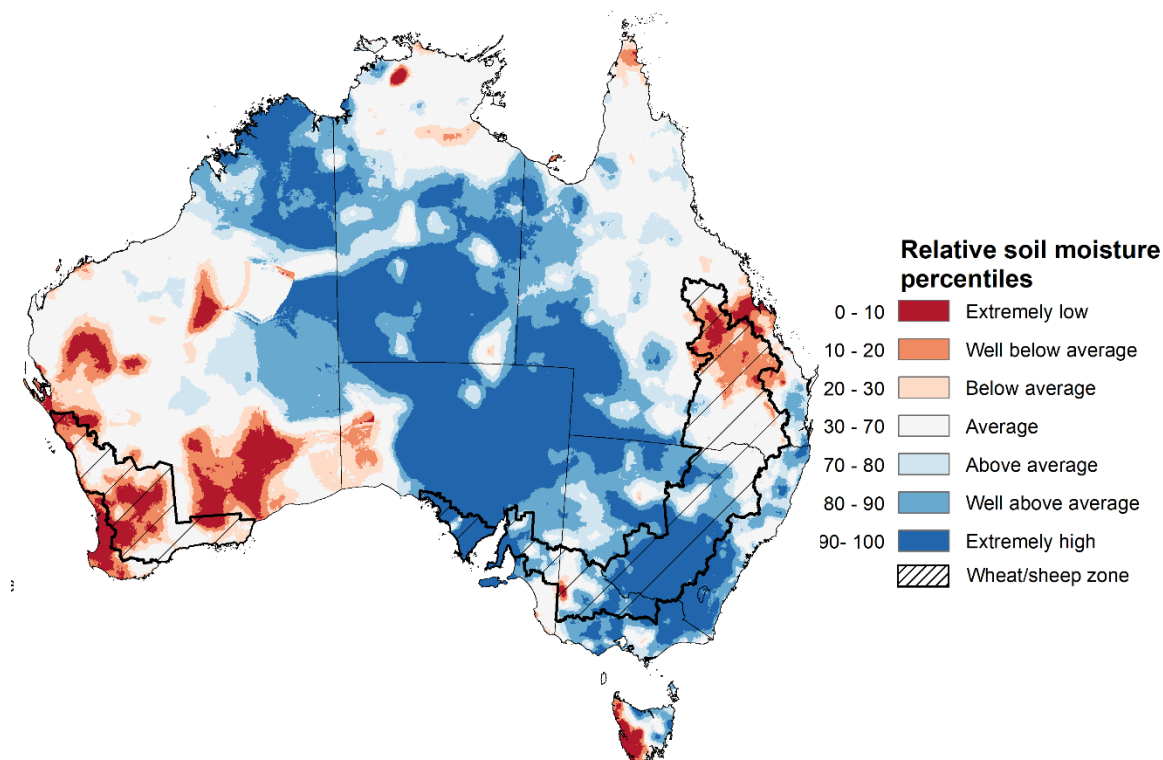 Relative soil moisture
percentiles
0 - 10 Extremely low
10 - 20 Well below average
20 - 30 Below average
30 - 70 Average
70 - 80 Above average
80 - 90 Well above average
90- 100 Extremely high
Wheat/sheep zone